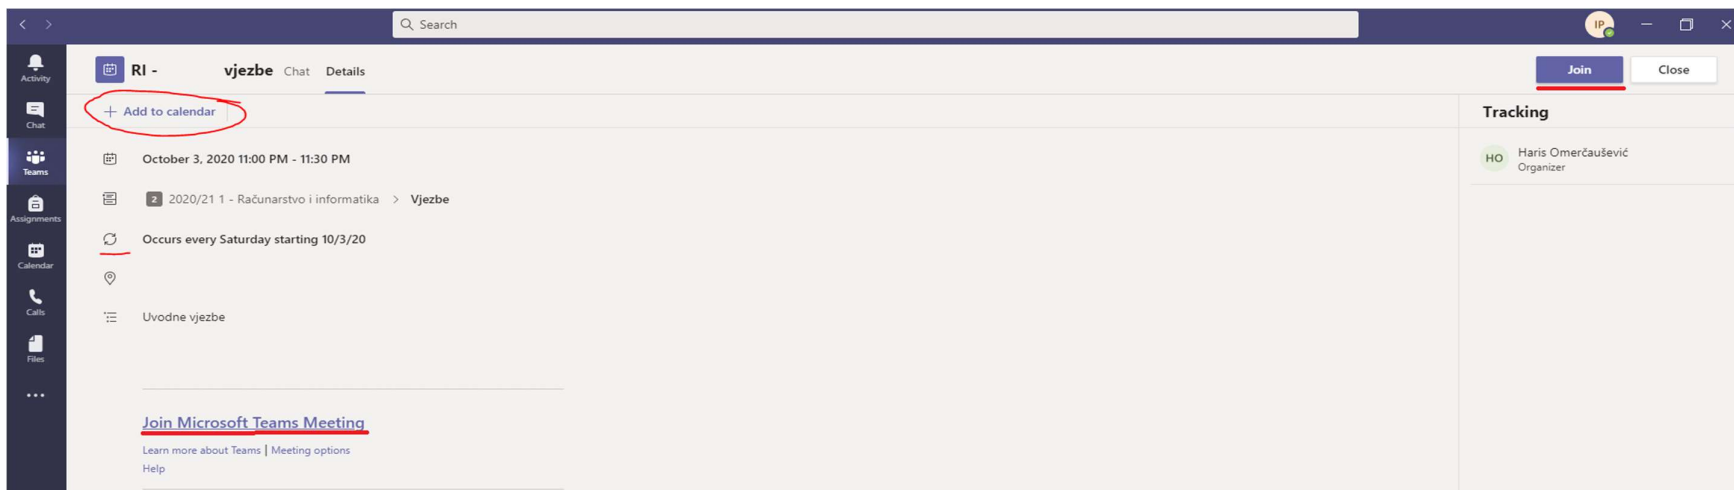 Search
IP
Activity
Chat
Teams
Assignments
Calendar
Calls
Files
RI - vjezbe Chat Details
Join Close
+ Add to calendar
October 3, 2020 11:00 PM - 11:30 PM
2 2020/21 1 - Računarstvo i informatika > Vjezbe
Occurs every Saturday starting 10/3/20
Uvodne vjezbe
Join Microsoft Teams Meeting
Learn more about Teams | Meeting options
Help
Tracking
HO Haris Omerčaušević
Organizer